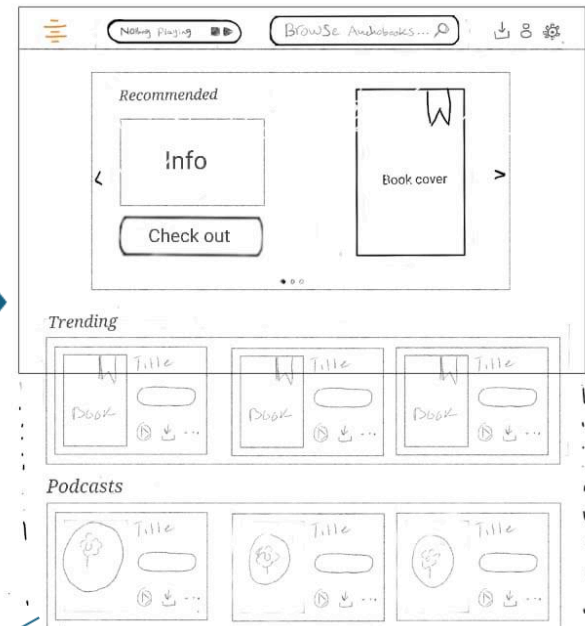 Nothing Playing
Browse Audiobooks...
Recommended
Info
Book cover
Check out
Trending
Title Title Title
Book Book Book
Podcasts
Title Title Title